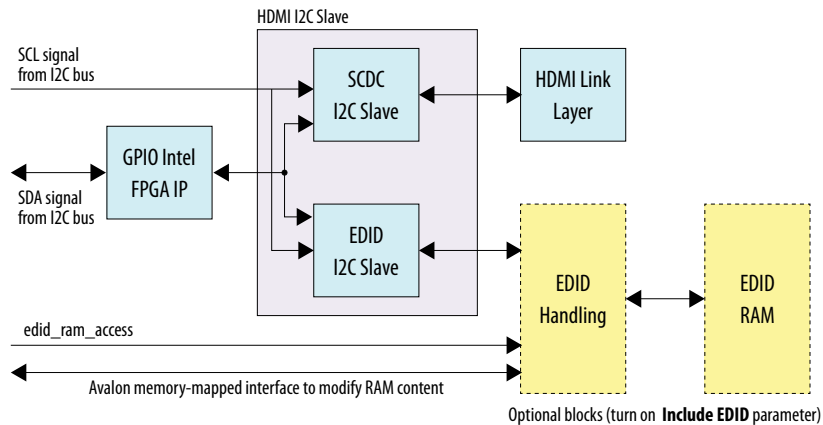 HDMI I2C Slave
SCL signal
from I2C bus
SCDC
I2C Slave
HDMI Link
Layer
GPIO Intel
FPGA IP
SDA signal
from I2C bus
EDID
I2C Slave
EDID
Handling
EDID
RAM
edid_ram_access
Avalon memory-mapped interface to modify RAM content
Optional blocks (turn on Include EDID parameter)